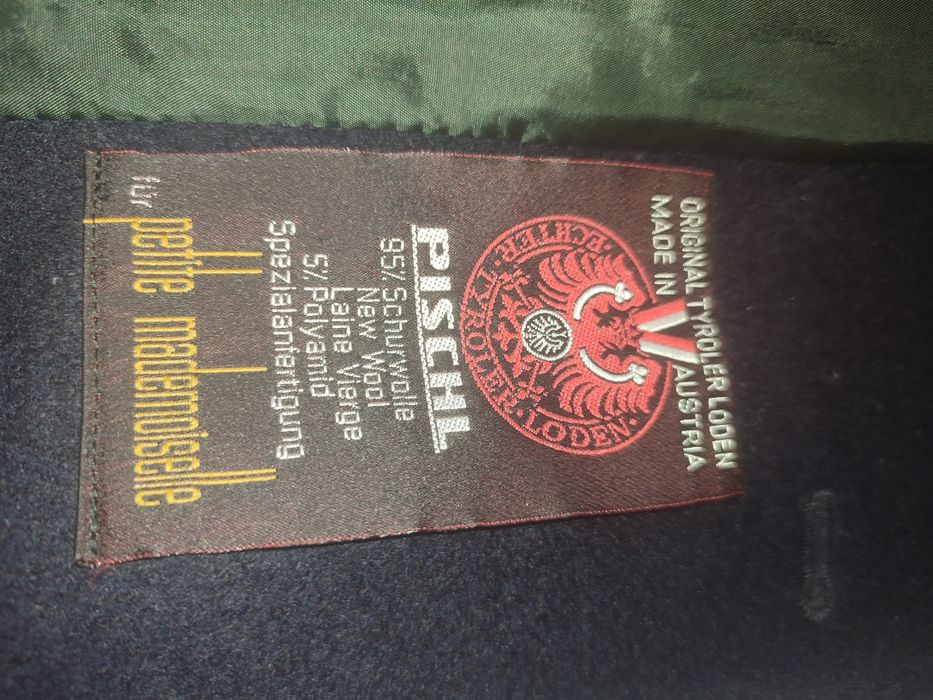 ORIGINAL TYROLER LODEN
MADE IN AUSTRIA
ECHTER · TYROLER · LODEN ·
PISCHL
95% Schurwolle
New Wool
Laine Vierge
5% Polyamid
Spezialanfertigung
für petite mademoiselle